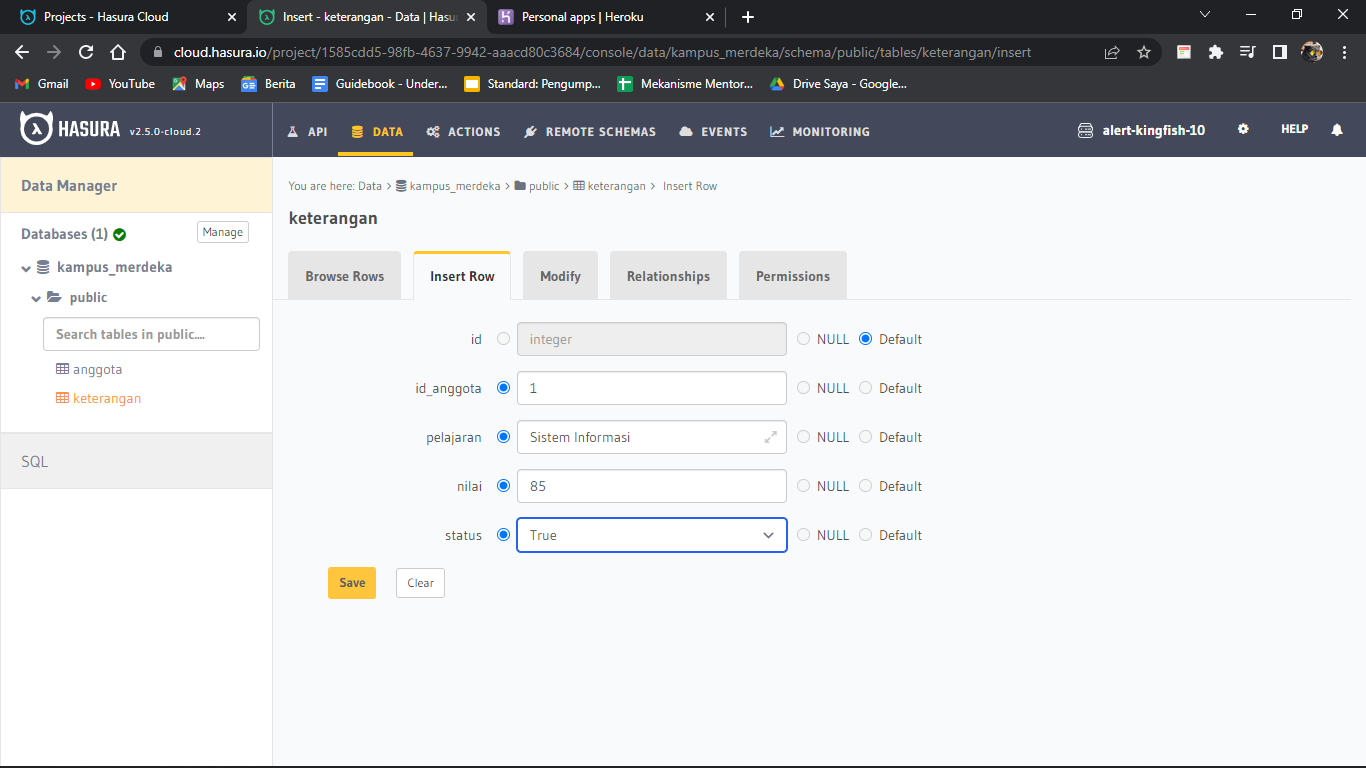 Projects - Hasura Cloud
Insert - keterangan - Data | Hasu
Personal apps | Heroku
cloud.hasura.io/project/1585cdd5-98fb-4637-9942-aaacd80c3684/console/data/kampus_merdeka/schema/public/tables/keterangan/insert
Gmail YouTube Maps Berita Guidebook - Under... Standard: Pengump... Mekanisme Mentor... Drive Saya - Google...
HASURA v2.5.0-cloud.2 API DATA ACTIONS REMOTE SCHEMAS EVENTS MONITORING alert-kingfish-10 HELP
Data Manager
Databases (1) Manage
kampus_merdeka
public
Search tables in public....
anggota
keterangan
SQL
You are here: Data > kampus_merdeka > public > keterangan > Insert Row
keterangan
Browse Rows Insert Row Modify Relationships Permissions
id integer NULL Default
id_anggota 1 NULL Default
pelajaran Sistem Informasi NULL Default
nilai 85 NULL Default
status True NULL Default
Save Clear